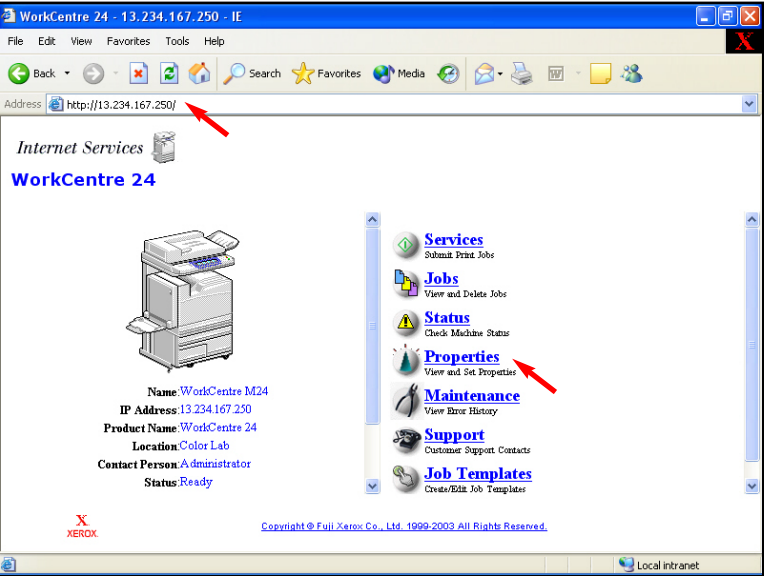 WorkCentre 24 - 13.234.167.250 - IE
File Edit View Favorites Tools Help
X
Back Search Favorites Media
Address http://13.234.167.250/
Internet Services
WorkCentre 24
Services
Submit Print Jobs
Jobs
View and Delete Jobs
Status
Check Machine Status
Properties
View and Set Properties
Maintenance
View Error History
Support
Customer Support Contacts
Job Templates
Create/Edit Job Templates
Name:WorkCentre M24
IP Address:13.234.167.250
Product Name:WorkCentre 24
Location:Color Lab
Contact Person:Administrator
Status:Ready
X
XEROX.
Copyright © Fuji Xerox Co., Ltd. 1999-2003 All Rights Reserved.
Local intranet